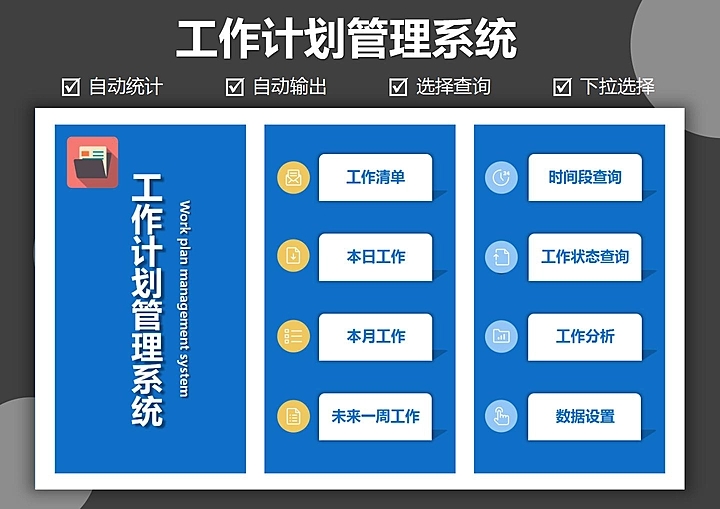 工作计划管理系统
自动统计
自动输出
选择查询
下拉选择
工作计划管理系统
Work plan management system
工作清单
本日工作
本月工作
未来一周工作
时间段查询
工作状态查询
工作分析
数据设置